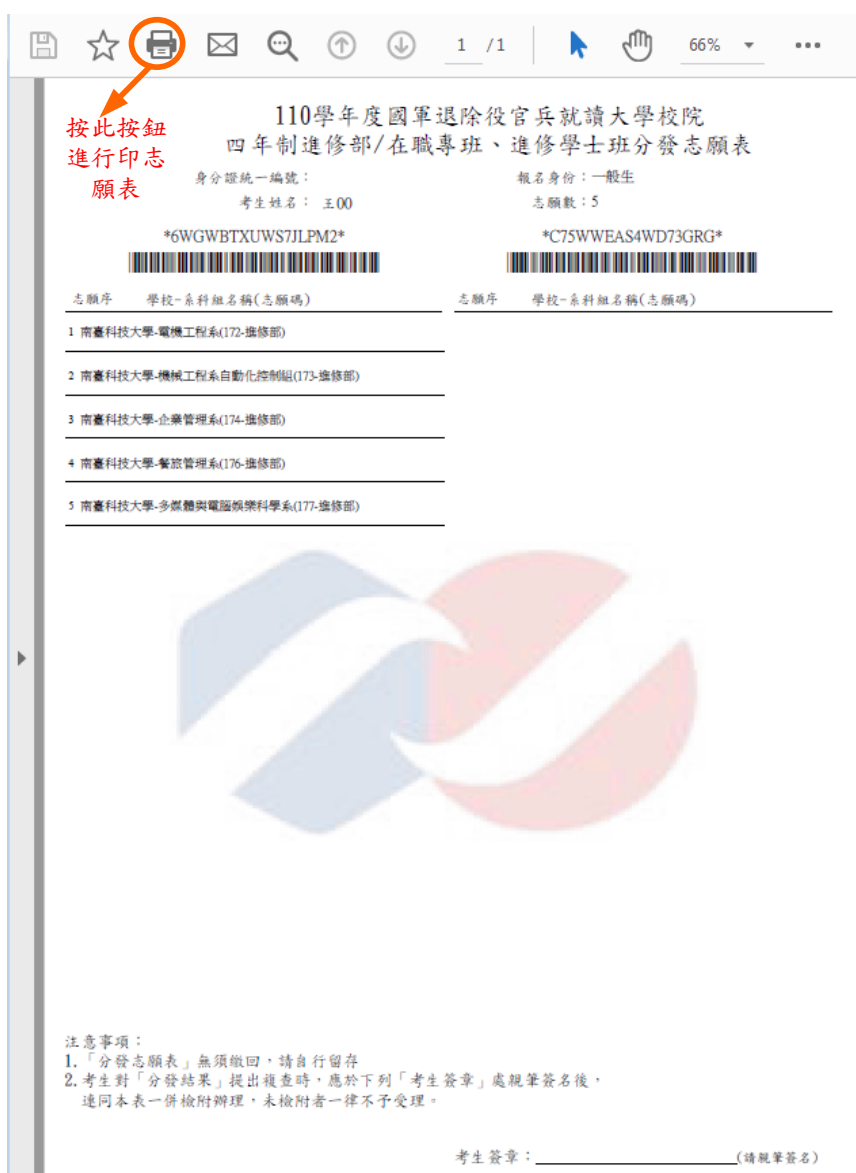 1 /1
66%
按此按鈕
進行印志
願表
110學年度國軍退除役官兵就讀大學校院
四年制進修部/在職專班、進修學士班分發志願表
身分證統一編號：
報名身份：一般生
考生姓名： 王00
志願數：5
*6WGWBTXUWS7JLPM2*
*C75WWEAS4WD73GRG*
志願序 學校-系科組名稱(志願碼)
志願序 學校-系科組名稱(志願碼)
1 南臺科技大學-電機工程系(172-進修部)
2 南臺科技大學-機械工程系自動化控制組(173-進修部)
3 南臺科技大學-企業管理系(174-進修部)
4 南臺科技大學-餐旅管理系(176-進修部)
5 南臺科技大學-多媒體與電腦娛樂科學系(177-進修部)
注意事項：
1.「分發志願表」無須繳回，請自行留存
2.考生對「分發結果」提出複查時，應於下列「考生簽章」處親筆簽名後，
連同本表一併檢附辦理，未檢附者一律不予受理。
考生簽章：(請親筆簽名)